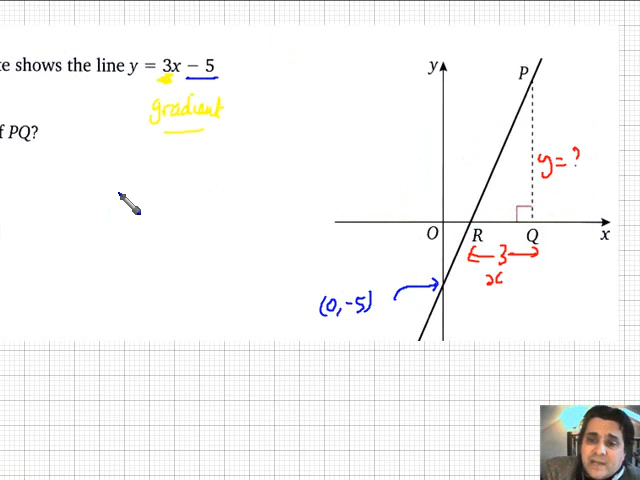 te shows the line y = 3x − 5
gradient
f PQ?
y
P
y=?
O
R
Q
x
3
x
(0,-5)